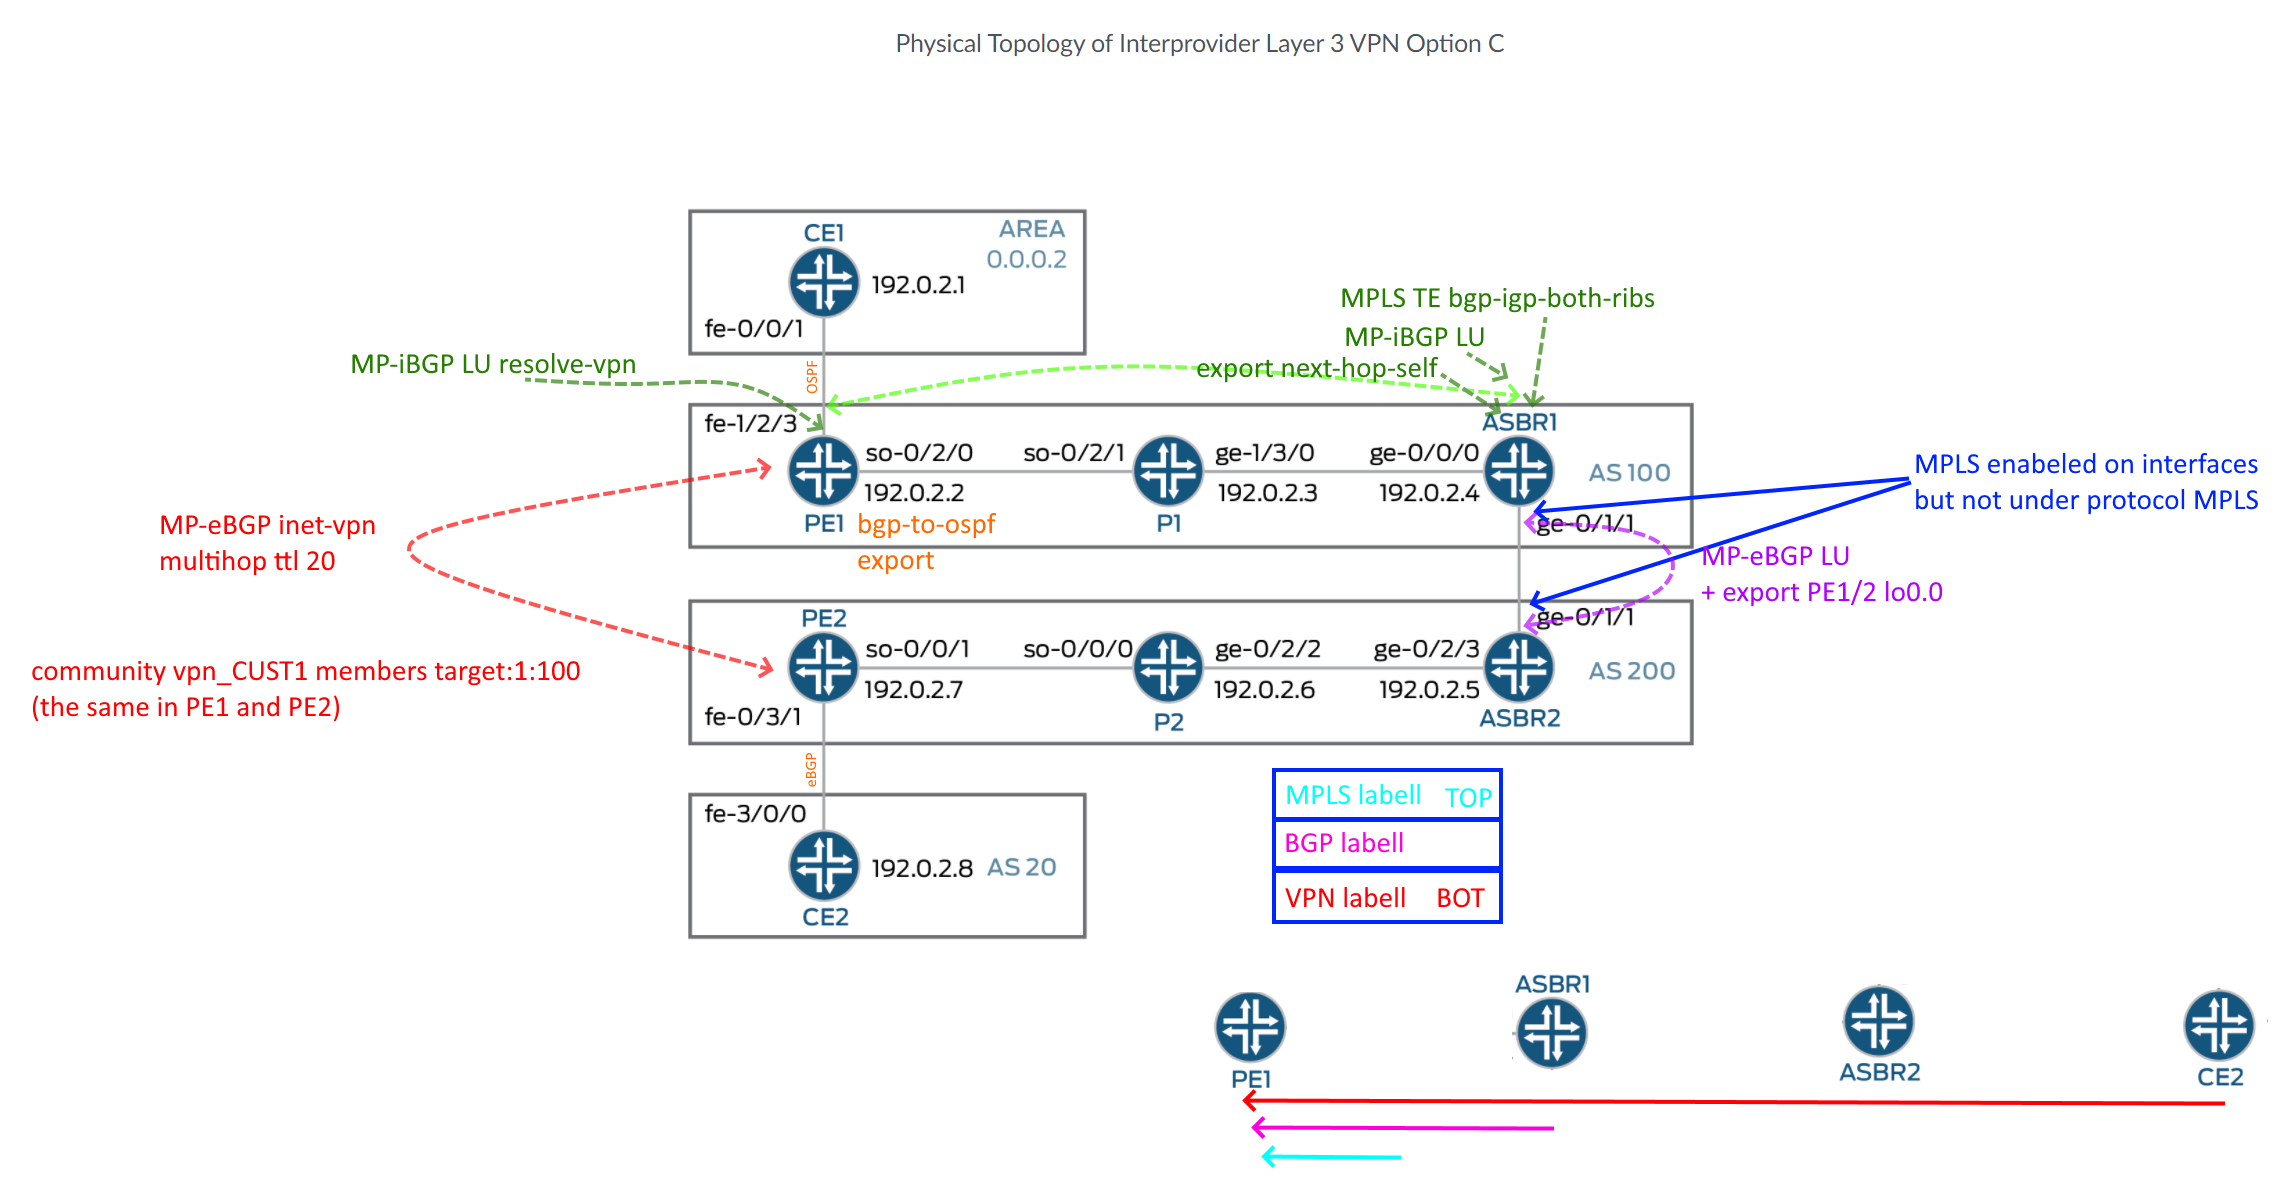 Physical Topology of Interprovider Layer 3 VPN Option C
CE1
AREA
0.0.0.2
192.0.2.1
fe-0/0/1
MPLS TE bgp-igp-both-ribs
MP-iBGP LU
export next-hop-self
MP-iBGP LU resolve-vpn
OSPF
fe-1/2/3
ASBR1
so-0/2/0
so-0/2/1
ge-1/3/0
ge-0/0/0
AS 100
192.0.2.2
192.0.2.3
192.0.2.4
PE1
bgp-to-ospf
export
P1
ge-0/1/1
MPLS enabeled on interfaces
but not under protocol MPLS
MP-eBGP inet-vpn
multihop ttl 20
MP-eBGP LU
+ export PE1/2 lo0.0
PE2
ge-0/1/1
so-0/0/1
so-0/0/0
ge-0/2/2
ge-0/2/3
AS 200
192.0.2.7
192.0.2.6
192.0.2.5
community vpn_CUST1 members target:1:100
(the same in PE1 and PE2)
fe-0/3/1
P2
ASBR2
eBGP
fe-3/0/0
192.0.2.8
AS 20
CE2
MPLS labell TOP
BGP labell
VPN labell BOT
ASBR1
PE1
ASBR2
CE2